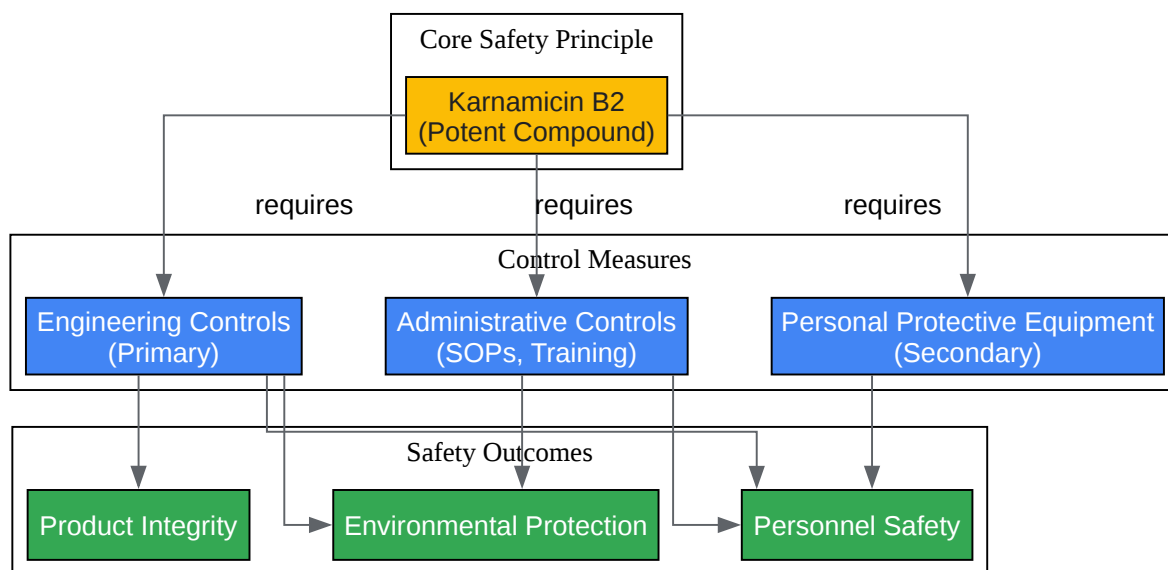 Core Safety Principle
Karnamicin B2
(Potent Compound)
requires
requires
requires
Control Measures
Engineering Controls
(Primary)
Administrative Controls
(SOPs, Training)
Personal Protective Equipment
(Secondary)
Safety Outcomes
Product Integrity
Environmental Protection
Personnel Safety